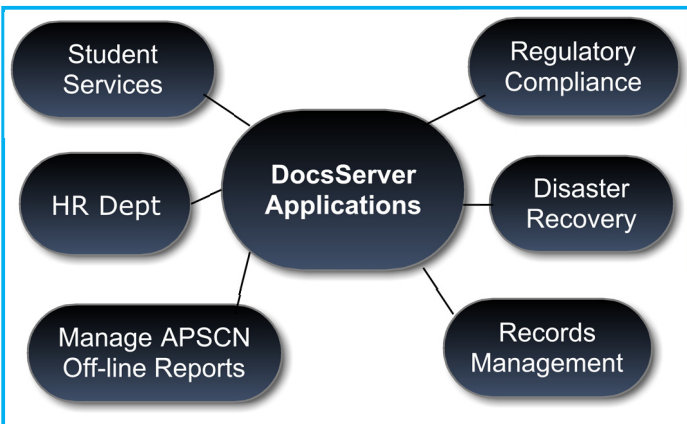 Student
Services
Regulatory
Compliance
DocsServer
Applications
HR Dept
Disaster
Recovery
Manage APSCN
Off-line Reports
Records
Management